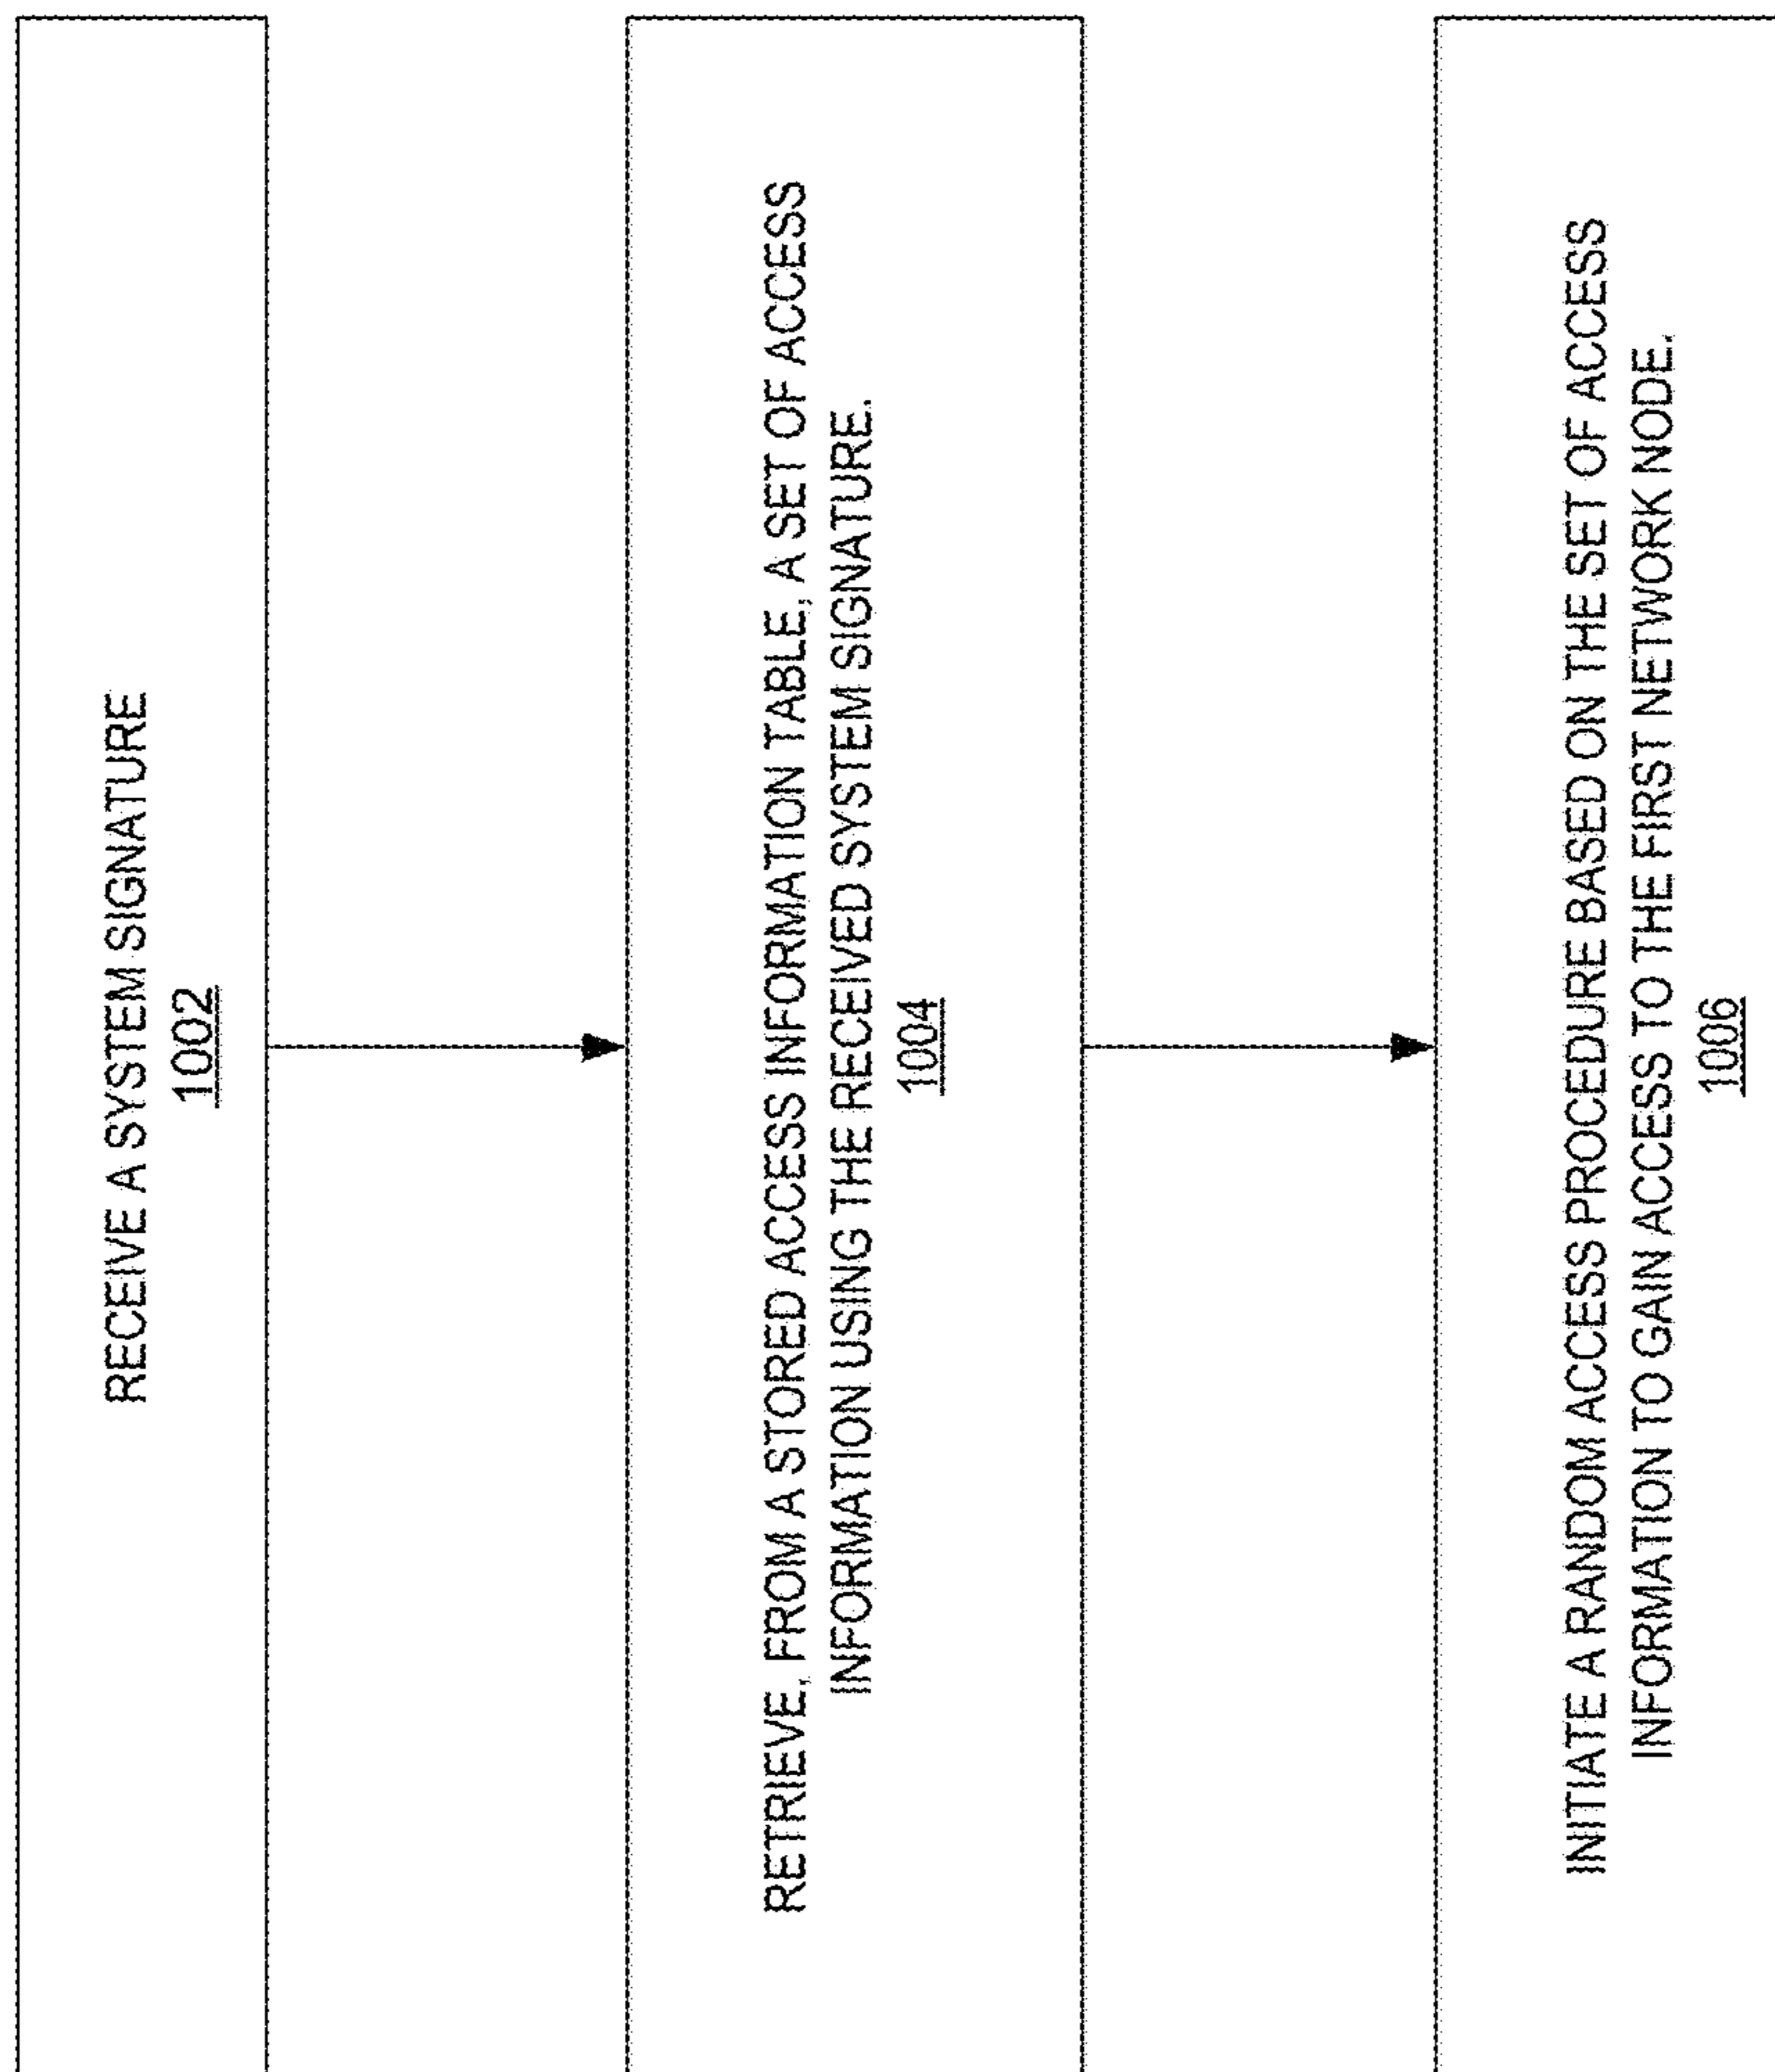 RECEIVE A SYSTEM SIGNATURE
1002
RETRIEVE, FROM A STORED ACCESS INFORMATION TABLE, A SET OF ACCESS
INFORMATION USING THE RECEIVED SYSTEM SIGNATURE.
1004
INITIATE A RANDOM ACCESS PROCEDURE BASED ON THE SET OF ACCESS
INFORMATION TO GAIN ACCESS TO THE FIRST NETWORK NODE.
1006